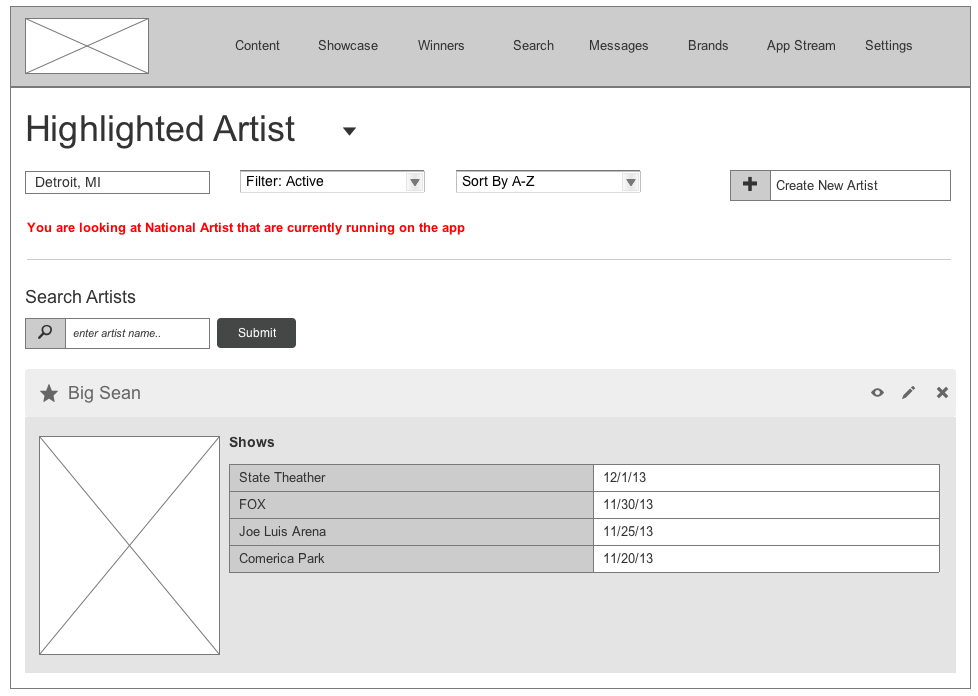 Content Showcase Winners Search Messages Brands App Stream Settings
Highlighted Artist
Detroit, MI Filter: Active Sort By A-Z Create New Artist
You are looking at National Artist that are currently running on the app
Search Artists
enter artist name.. Submit
Big Sean
Shows
State Theather 12/1/13
FOX 11/30/13
Joe Luis Arena 11/25/13
Comerica Park 11/20/13